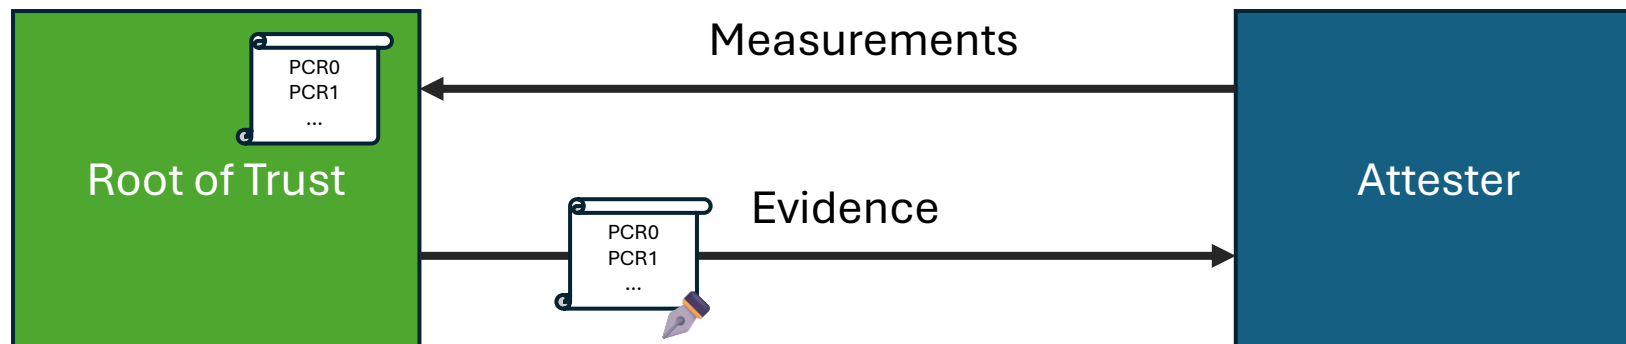 Measurements
PCR0
PCR1
...
Root of Trust
Attester
Evidence
PCR0
PCR1
...